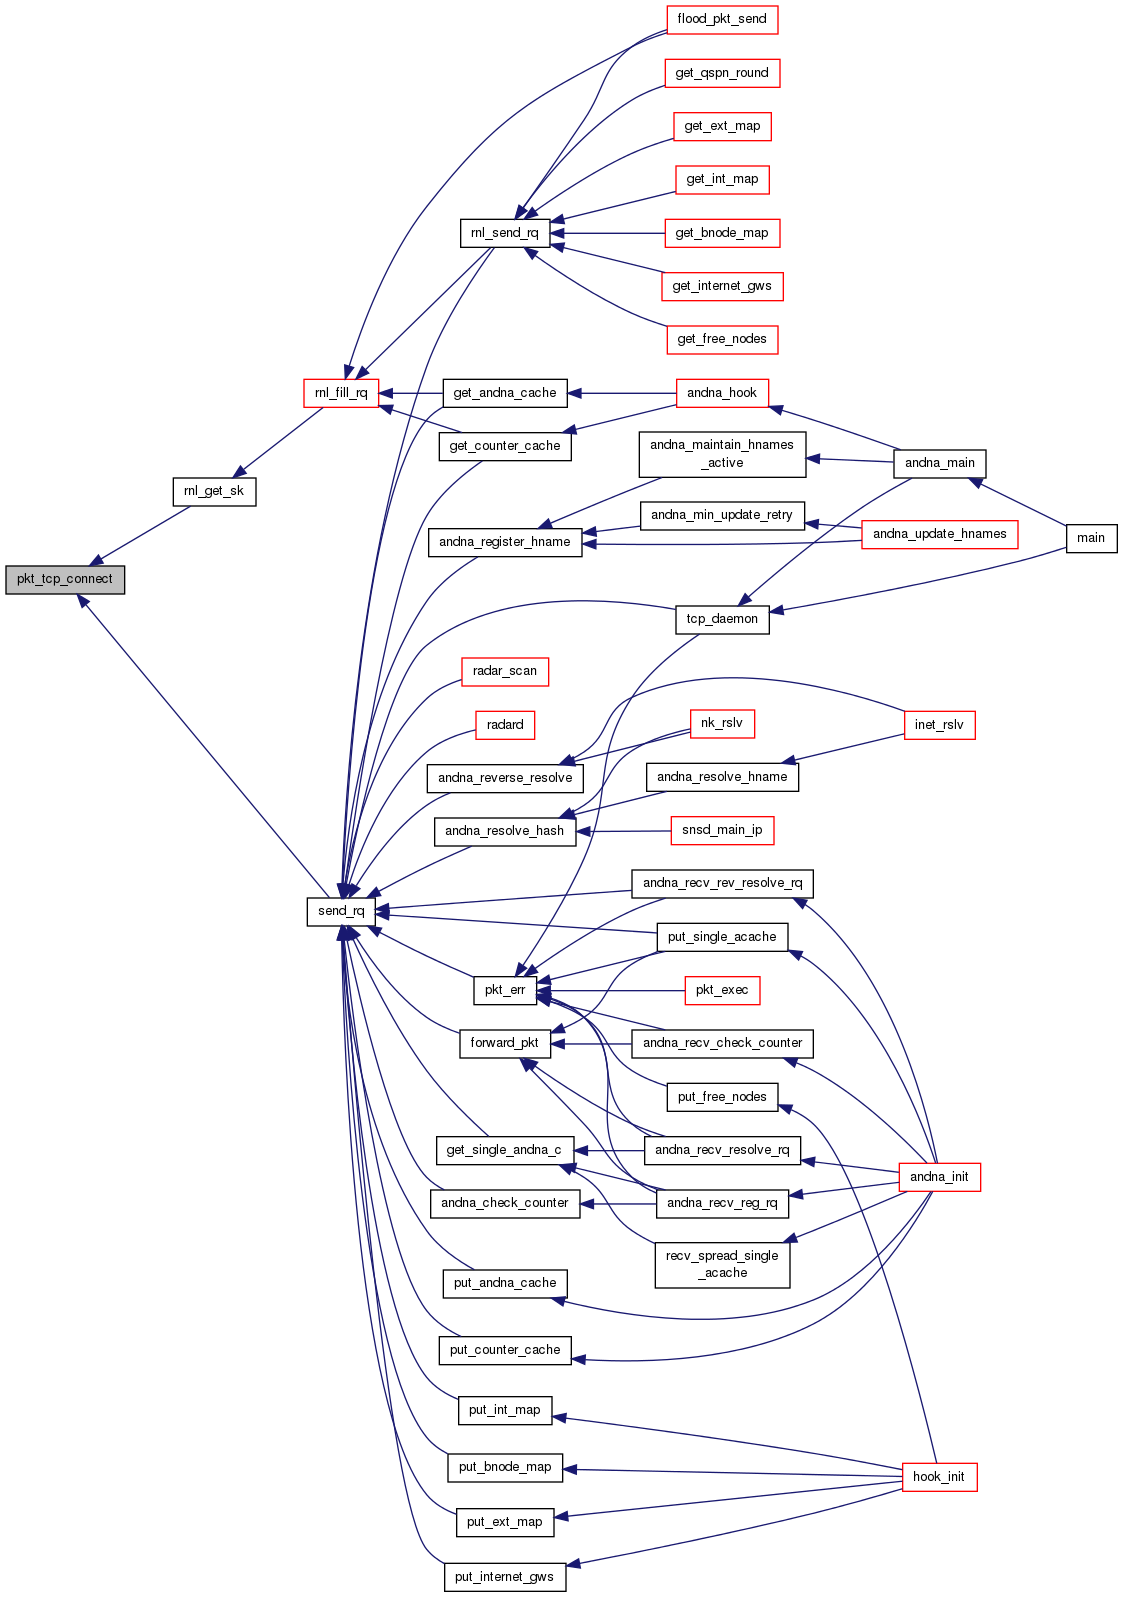 flood_pkt_send
get_qspn_round
get_ext_map
get_int_map
rnl_send_rq
get_bnode_map
get_internet_gws
get_free_nodes
rnl_fill_rq
get_andna_cache
andna_hook
get_counter_cache
andna_maintain_hnames
_active
andna_main
rnl_get_sk
andna_min_update_retry
andna_register_hname
andna_update_hnames
main
pkt_tcp_connect
tcp_daemon
radar_scan
radard
nk_rslv
inet_rslv
andna_reverse_resolve
andna_resolve_hname
andna_resolve_hash
snsd_main_ip
andna_recv_rev_resolve_rq
send_rq
put_single_acache
pkt_err
pkt_exec
forward_pkt
andna_recv_check_counter
put_free_nodes
get_single_andna_c
andna_recv_resolve_rq
andna_init
andna_check_counter
andna_recv_reg_rq
recv_spread_single
_acache
put_andna_cache
put_counter_cache
put_int_map
put_bnode_map
hook_init
put_ext_map
put_internet_gws